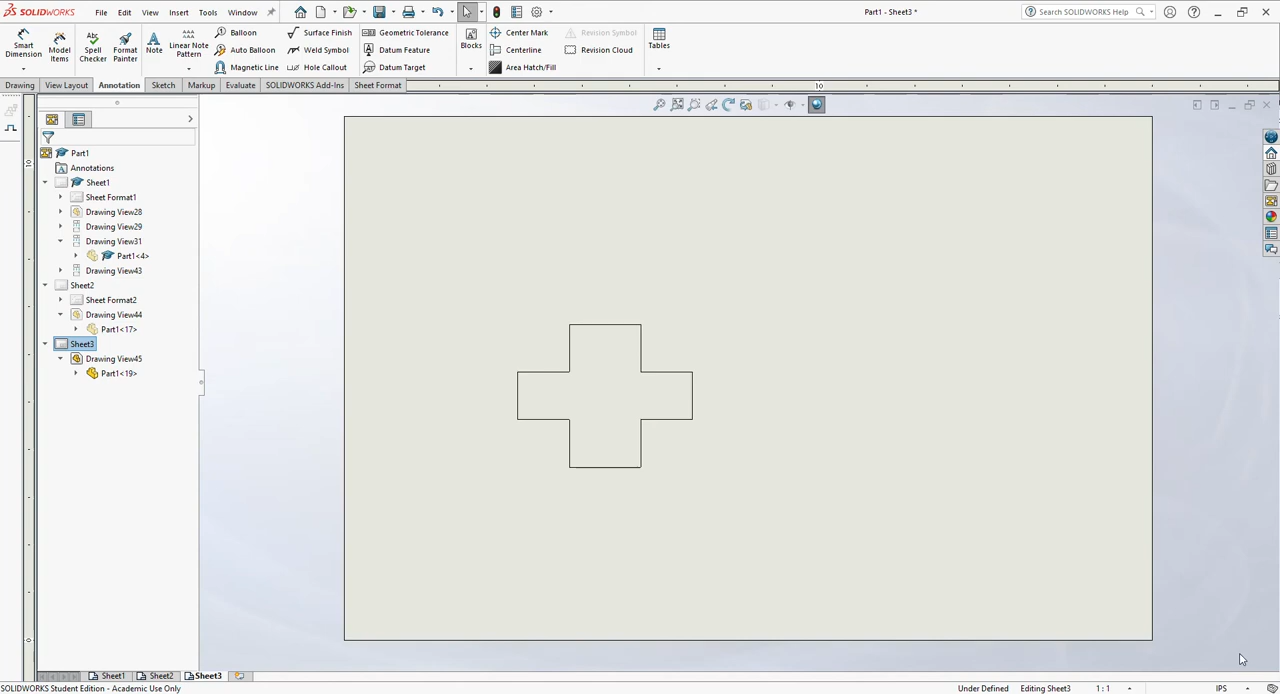 SOLIDWORKS File Edit View Insert Tools Window Part1 - Sheet3 * Search SOLIDWORKS Help
Smart Dimension
Model Items
Spell Checker
Format Painter
Note
Linear Note Pattern
Balloon
Auto Balloon
Magnetic Line
Surface Finish
Weld Symbol
Hole Callout
Geometric Tolerance
Datum Feature
Datum Target
Blocks
Center Mark
Centerline
Area Hatch/Fill
Revision Symbol
Revision Cloud
Tables
Drawing View Layout Annotation Sketch Markup Evaluate SOLIDWORKS Add-Ins Sheet Format
10
10
0
Part1
Annotations
Sheet1
Sheet Format1
Drawing View28
Drawing View29
Drawing View31
Part1<4>
Drawing View43
Sheet2
Sheet Format2
Drawing View44
Part1<17>
Sheet3
Drawing View45
Part1<19>
Sheet1 Sheet2 Sheet3
SOLIDWORKS Student Edition - Academic Use Only Under Defined Editing Sheet3 1 : 1 IPS